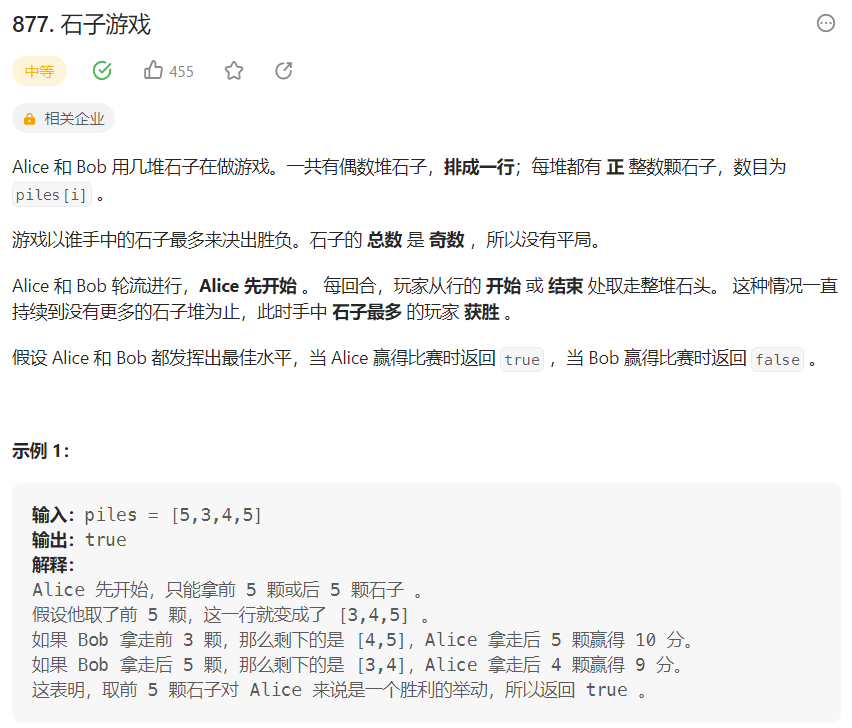 877. 石子游戏
中等 455
相关企业
Alice 和 Bob 用几堆石子在做游戏。一共有偶数堆石子，排成一行；每堆都有 正 整数颗石子，数目为
piles[i] 。
游戏以谁手中的石子最多来决出胜负。石子的 总数 是 奇数 ，所以没有平局。
Alice 和 Bob 轮流进行，Alice 先开始 。 每回合，玩家从行的 开始 或 结束 处取走整堆石头。 这种情况一直
持续到没有更多的石子堆为止，此时手中 石子最多 的玩家 获胜 。
假设 Alice 和 Bob 都发挥出最佳水平，当 Alice 赢得比赛时返回 true ，当 Bob 赢得比赛时返回 false 。
示例 1：
输入：piles = [5,3,4,5]
输出：true
解释：
Alice 先开始，只能拿前 5 颗或后 5 颗石子 。
假设他取了前 5 颗，这一行就变成了 [3,4,5] 。
如果 Bob 拿走前 3 颗，那么剩下的是 [4,5]，Alice 拿走后 5 颗赢得 10 分。
如果 Bob 拿走后 5 颗，那么剩下的是 [3,4]，Alice 拿走后 4 颗赢得 9 分。
这表明，取前 5 颗石子对 Alice 来说是一个胜利的举动，所以返回 true 。